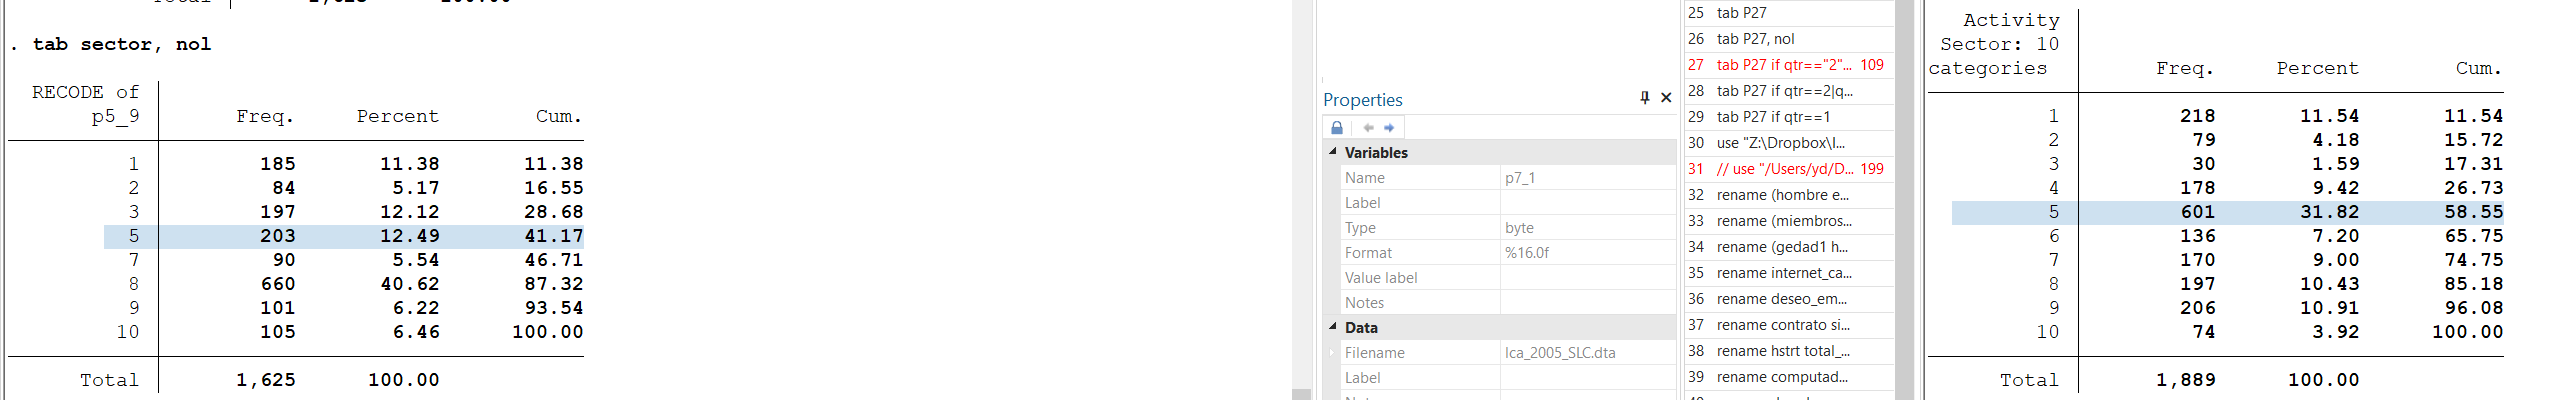 . tab sector, nol
RECODE of
p5_9 Freq. Percent Cum.
1 185 11.38 11.38
2 84 5.17 16.55
3 197 12.12 28.68
5 203 12.49 41.17
7 90 5.54 46.71
8 660 40.62 87.32
9 101 6.22 93.54
10 105 6.46 100.00
Total 1,625 100.00
Properties
Variables
Name p7_1
Label
Type byte
Format %16.0f
Value label
Notes
Data
Filename lca_2005_SLC.dta
Label
25 tab P27
26 tab P27, nol
27 tab P27 if qtr=="2"... 109
28 tab P27 if qtr==2|q...
29 tab P27 if qtr==1
30 use "Z:\Dropbox\I...
31 // use "/Users/yd/D... 199
32 rename (hombre e...
33 rename (miembros...
34 rename (gedad1 h...
35 rename internet_ca...
36 rename deseo_em...
37 rename contrato si...
38 rename hstrt total_...
39 rename computad...
Activity
Sector: 10
categories Freq. Percent Cum.
1 218 11.54 11.54
2 79 4.18 15.72
3 30 1.59 17.31
4 178 9.42 26.73
5 601 31.82 58.55
6 136 7.20 65.75
7 170 9.00 74.75
8 197 10.43 85.18
9 206 10.91 96.08
10 74 3.92 100.00
Total 1,889 100.00